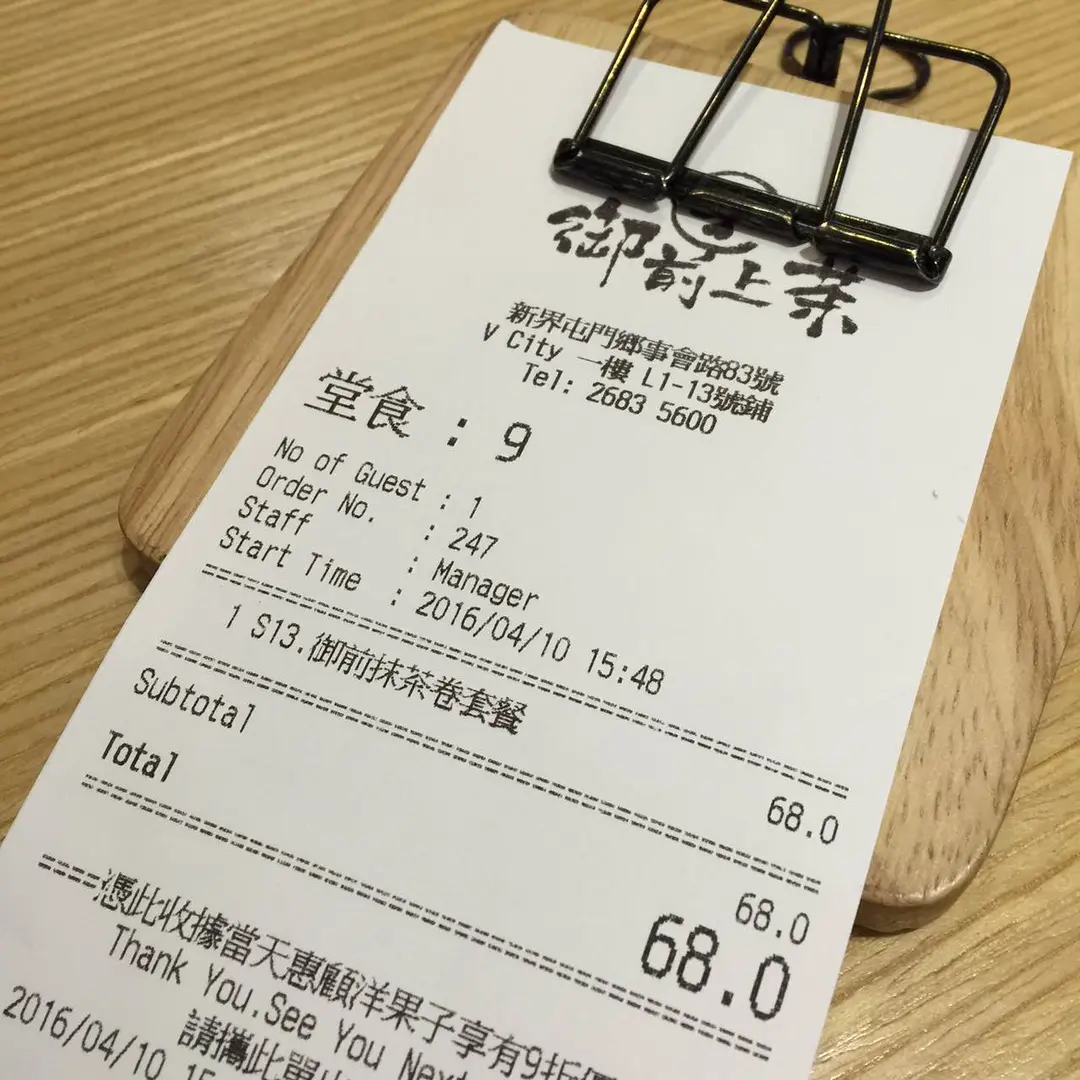 御前上茶
新界屯門鄉事會路83號
V City 一樓 L1-13號鋪
Tel: 2683 5600
堂食 : 9
No of Guest : 1
Order No. : 247
Staff : Manager
Start Time : 2016/04/10 15:48
1 S13.御前抹茶卷套餐 68.0
Subtotal 68.0
Total 68.0
憑此收據當天惠顧洋果子享有9折優
Thank You.See You Next
請攜此單
2016/04/10 15